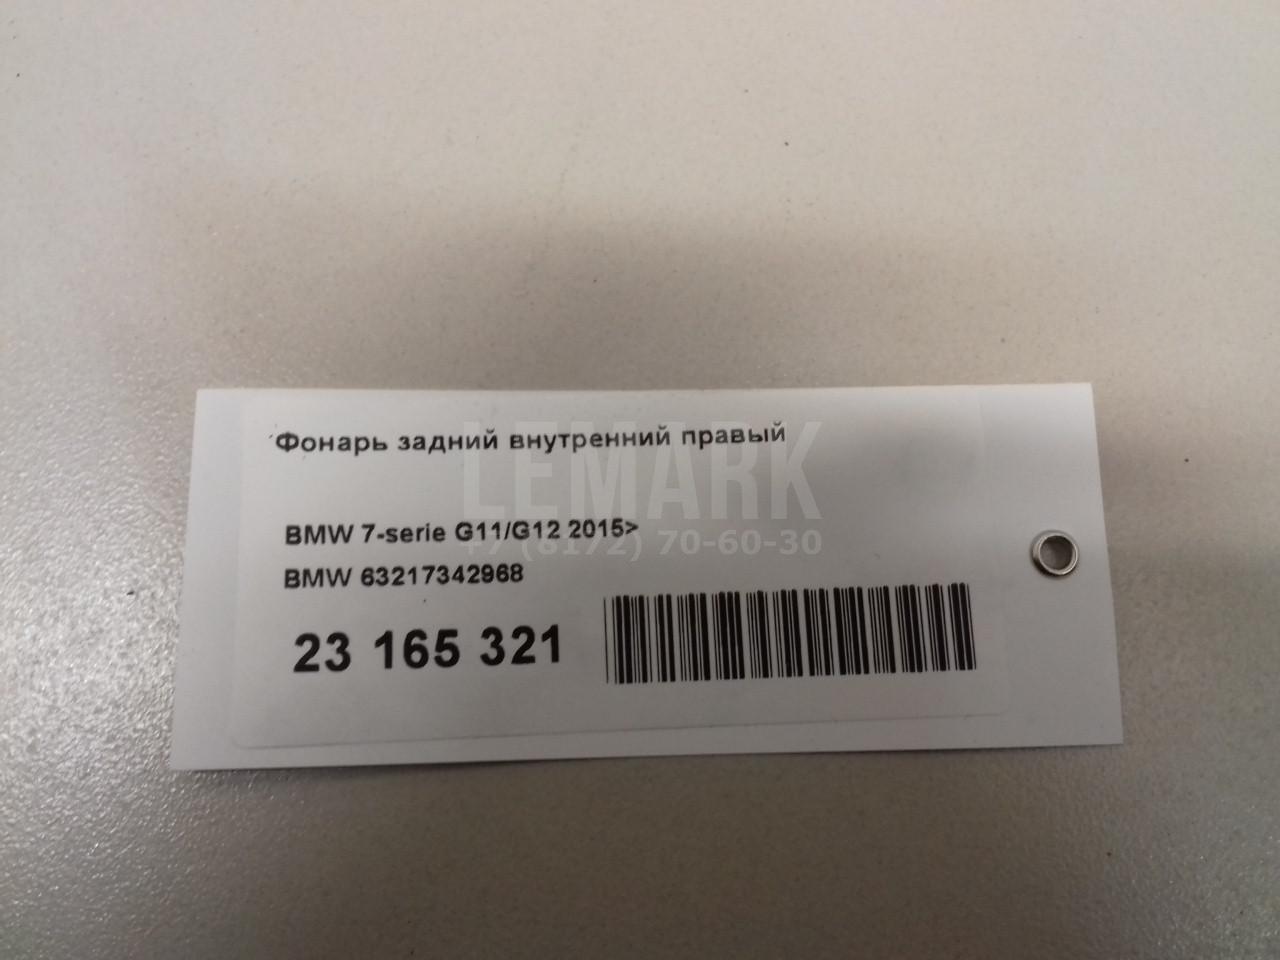 Фонарь задний внутренний правый
LEMARK
BMW 7-serie G11/G12 2015>
+7 (8172) 70-60-30
BMW 63217342968
23 165 321